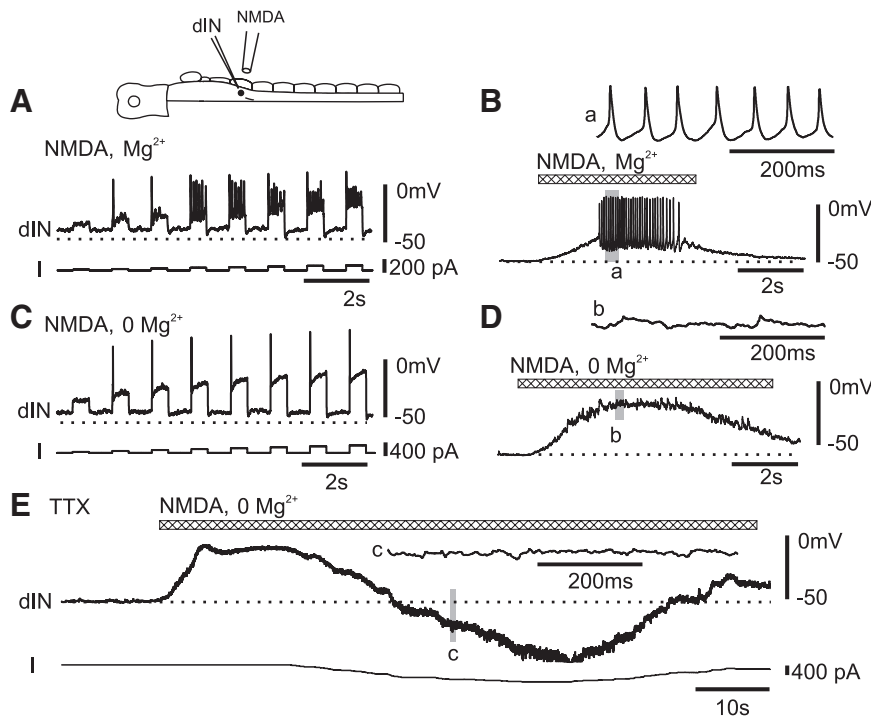 dIN
NMDA
A
NMDA, Mg²⁺
0mV
dIN
-50
I
200 pA
2s
B
a
200ms
NMDA, Mg²⁺
0mV
-50
a
2s
C
NMDA, 0 Mg²⁺
0mV
dIN
-50
I
400 pA
2s
D
b
200ms
NMDA, 0 Mg²⁺
0mV
b
-50
2s
E TTX
NMDA, 0 Mg²⁺
c
0mV
200ms
dIN
-50
c
I
400 pA
10s